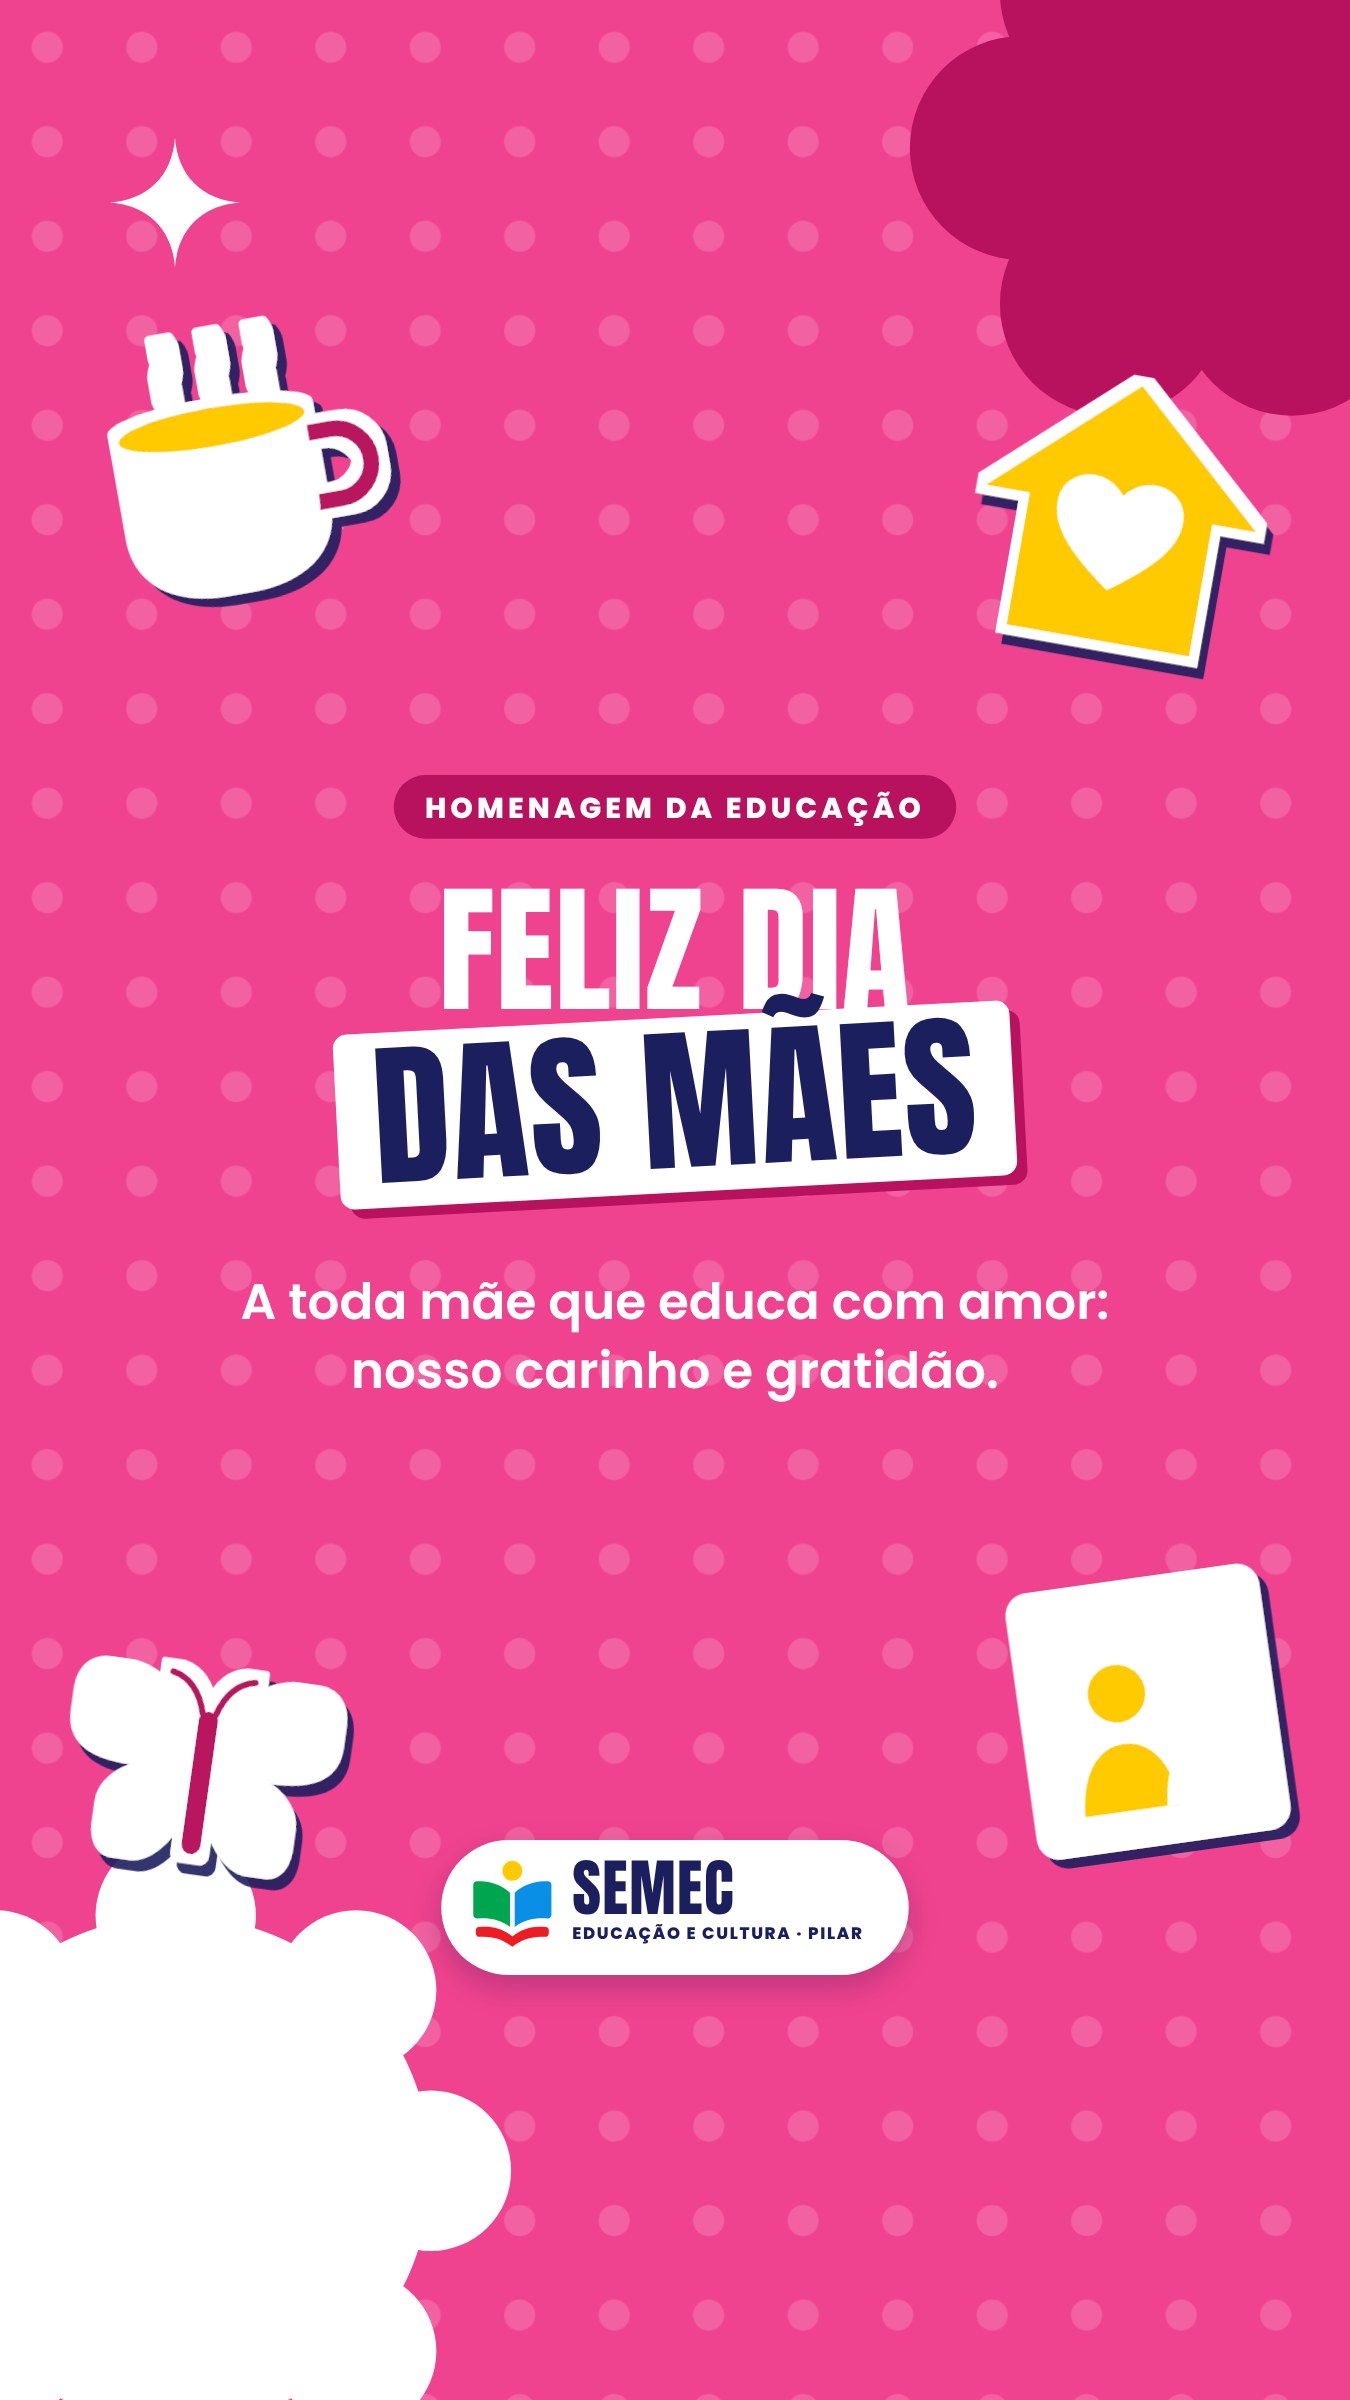 HOMENAGEM DA EDUCAÇÃO
FELIZ DIA
DAS MÃES
A toda mãe que educa com amor:
nosso carinho e gratidão.
SEMEC
EDUCAÇÃO E CULTURA · PILAR